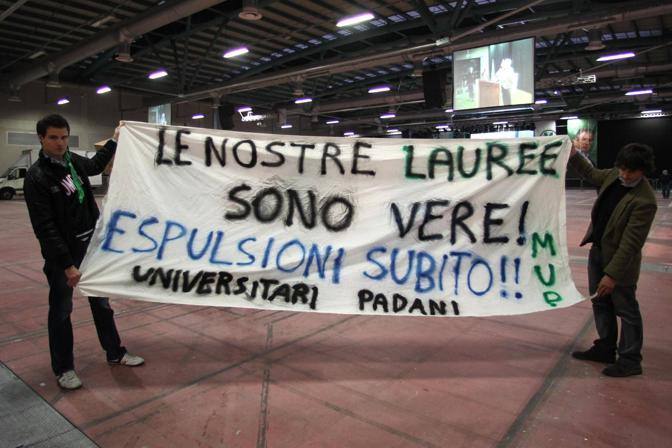 LE NOSTRE LAUREE
SONO VERE!
ESPULSIONI SUBITO!!
UNIVERSITARI PADANI
MUP